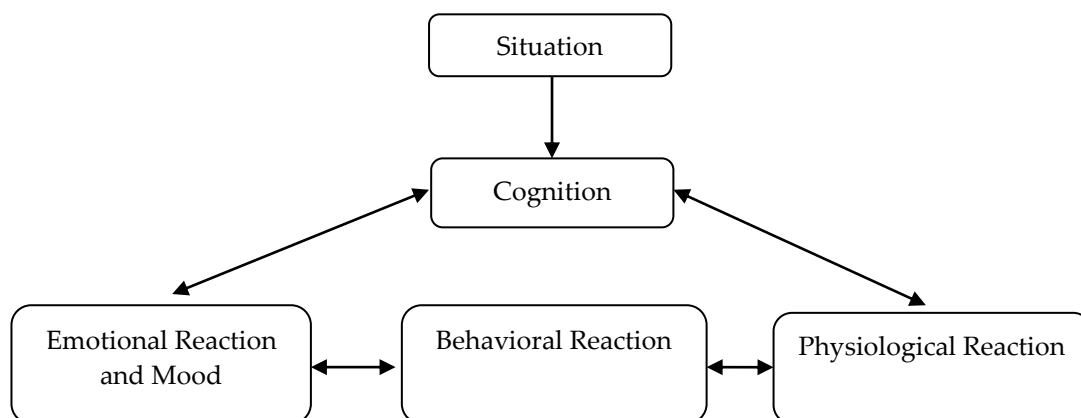 Situation
Cognition
Emotional Reaction
and Mood
Behavioral Reaction
Physiological Reaction